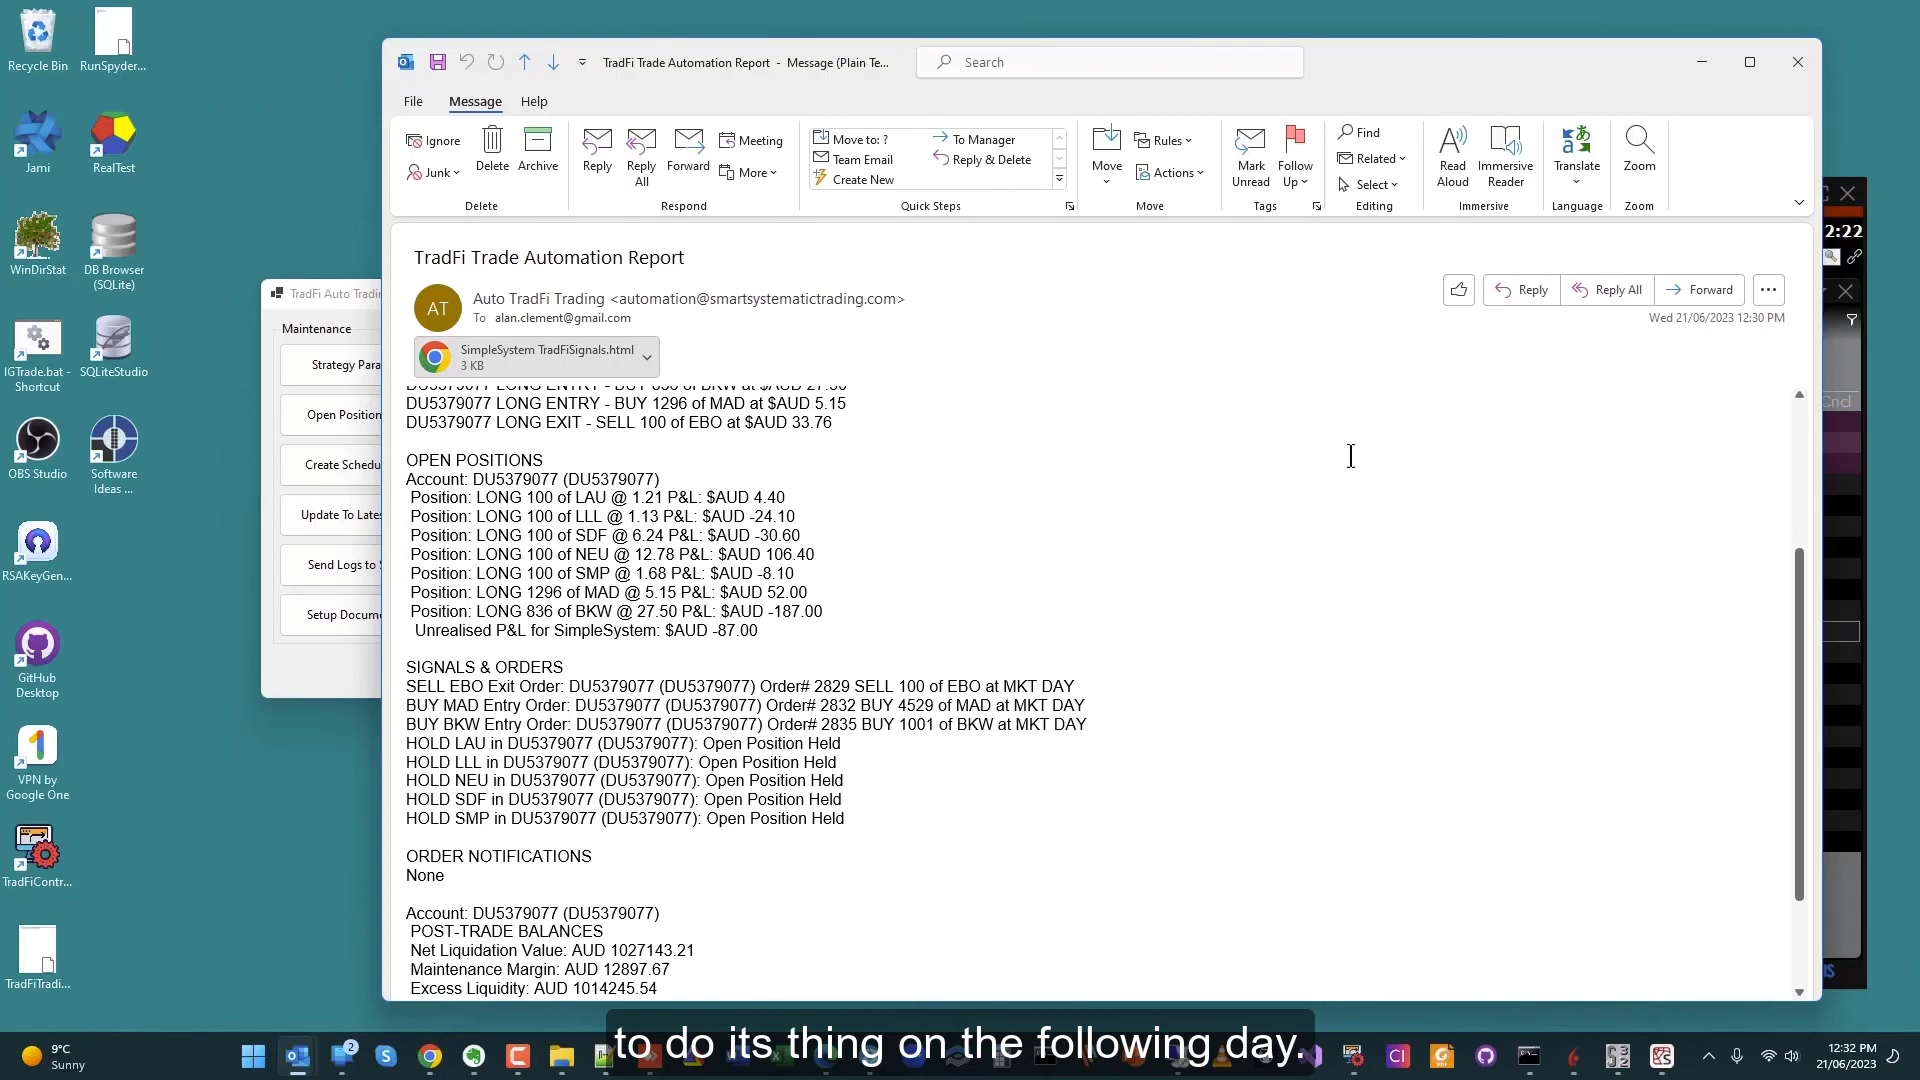 Recycle Bin
RunSpyder...
Jami
RealTest
WinDirStat
DB Browser
(SQLite)
IGTrade.bat -
Shortcut
SQLiteStudio
OBS Studio
Software
Ideas ...
RSAKeyGen...
GitHub
Desktop
VPN by
Google One
TradFiContr...
TradFiTradi...
TradFi Auto Tradin
Maintenance
Strategy Para
Open Position
Create Schedu
Update To Lates
Send Logs to S
Setup Docume
TradFi Trade Automation Report - Message (Plain Te...
Search
File
Message
Help
Ignore
Junk
Delete
Archive
Delete
Reply
Reply
All
Forward
Meeting
More
Respond
Move to: ?
To Manager
Team Email
Reply & Delete
Create New
Quick Steps
Move
Rules
Actions
Move
Mark
Unread
Follow
Up
Tags
Find
Related
Select
Editing
Read
Aloud
Immersive
Reader
Immersive
Translate
Language
Zoom
Zoom
TradFi Trade Automation Report
AT
Auto TradFi Trading <automation@smartsystematictrading.com>
To alan.clement@gmail.com
Reply
Reply All
Forward
Wed 21/06/2023 12:30 PM
SimpleSystem TradFiSignals.html
3 KB
DU5379077 LONG ENTRY - BUY 1296 of MAD at $AUD 5.15
DU5379077 LONG EXIT - SELL 100 of EBO at $AUD 33.76
OPEN POSITIONS
Account: DU5379077 (DU5379077)
Position: LONG 100 of LAU @ 1.21 P&L: $AUD 4.40
Position: LONG 100 of LLL @ 1.13 P&L: $AUD -24.10
Position: LONG 100 of SDF @ 6.24 P&L: $AUD -30.60
Position: LONG 100 of NEU @ 12.78 P&L: $AUD 106.40
Position: LONG 100 of SMP @ 1.68 P&L: $AUD -8.10
Position: LONG 1296 of MAD @ 5.15 P&L: $AUD 52.00
Position: LONG 836 of BKW @ 27.50 P&L: $AUD -187.00
Unrealised P&L for SimpleSystem: $AUD -87.00
SIGNALS & ORDERS
SELL EBO Exit Order: DU5379077 (DU5379077) Order# 2829 SELL 100 of EBO at MKT DAY
BUY MAD Entry Order: DU5379077 (DU5379077) Order# 2832 BUY 4529 of MAD at MKT DAY
BUY BKW Entry Order: DU5379077 (DU5379077) Order# 2835 BUY 1001 of BKW at MKT DAY
HOLD LAU in DU5379077 (DU5379077): Open Position Held
HOLD LLL in DU5379077 (DU5379077): Open Position Held
HOLD NEU in DU5379077 (DU5379077): Open Position Held
HOLD SDF in DU5379077 (DU5379077): Open Position Held
HOLD SMP in DU5379077 (DU5379077): Open Position Held
ORDER NOTIFICATIONS
None
Account: DU5379077 (DU5379077)
POST-TRADE BALANCES
Net Liquidation Value: AUD 1027143.21
Maintenance Margin: AUD 12897.67
Excess Liquidity: AUD 1014245.54
2:22
Cncl
to do its thing on the following day.
9°C
Sunny
2
CI
12:32 PM
21/06/2023